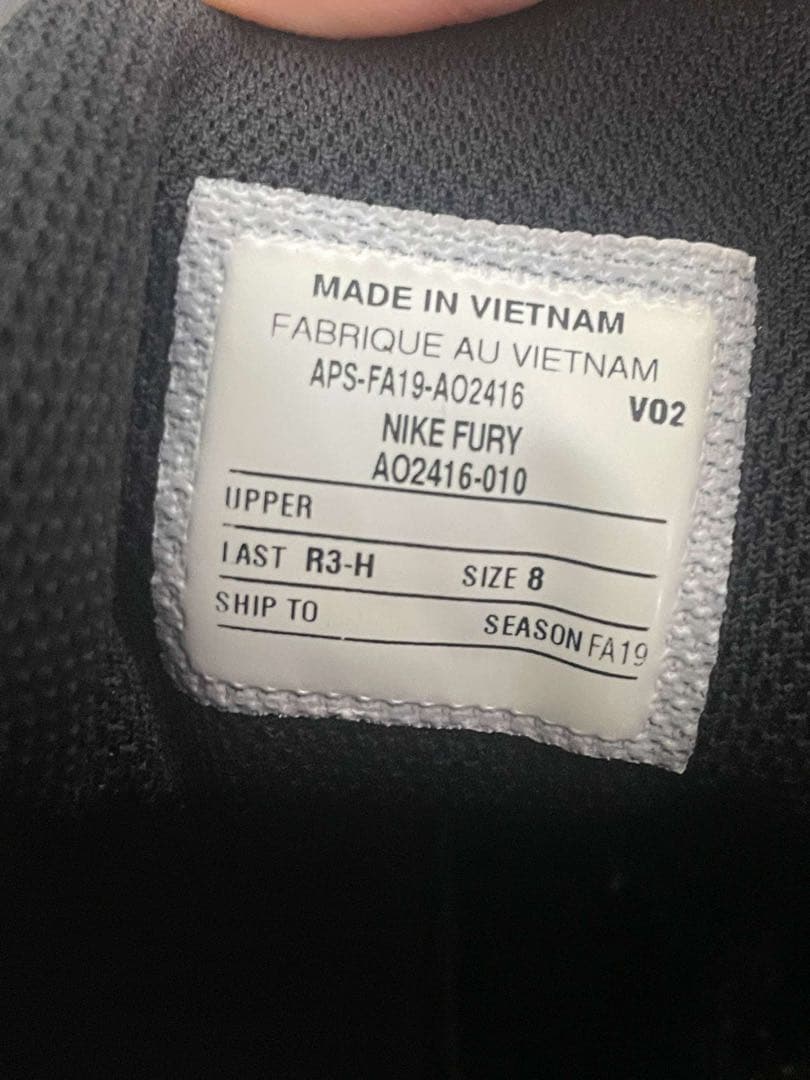 MADE IN VIETNAM
FABRIQUE AU VIETNAM
APS-FA19-AO2416
V02
NIKE FURY
AO2416-010
UPPER
LAST R3-H SIZE 8
SHIP TO SEASON FA19